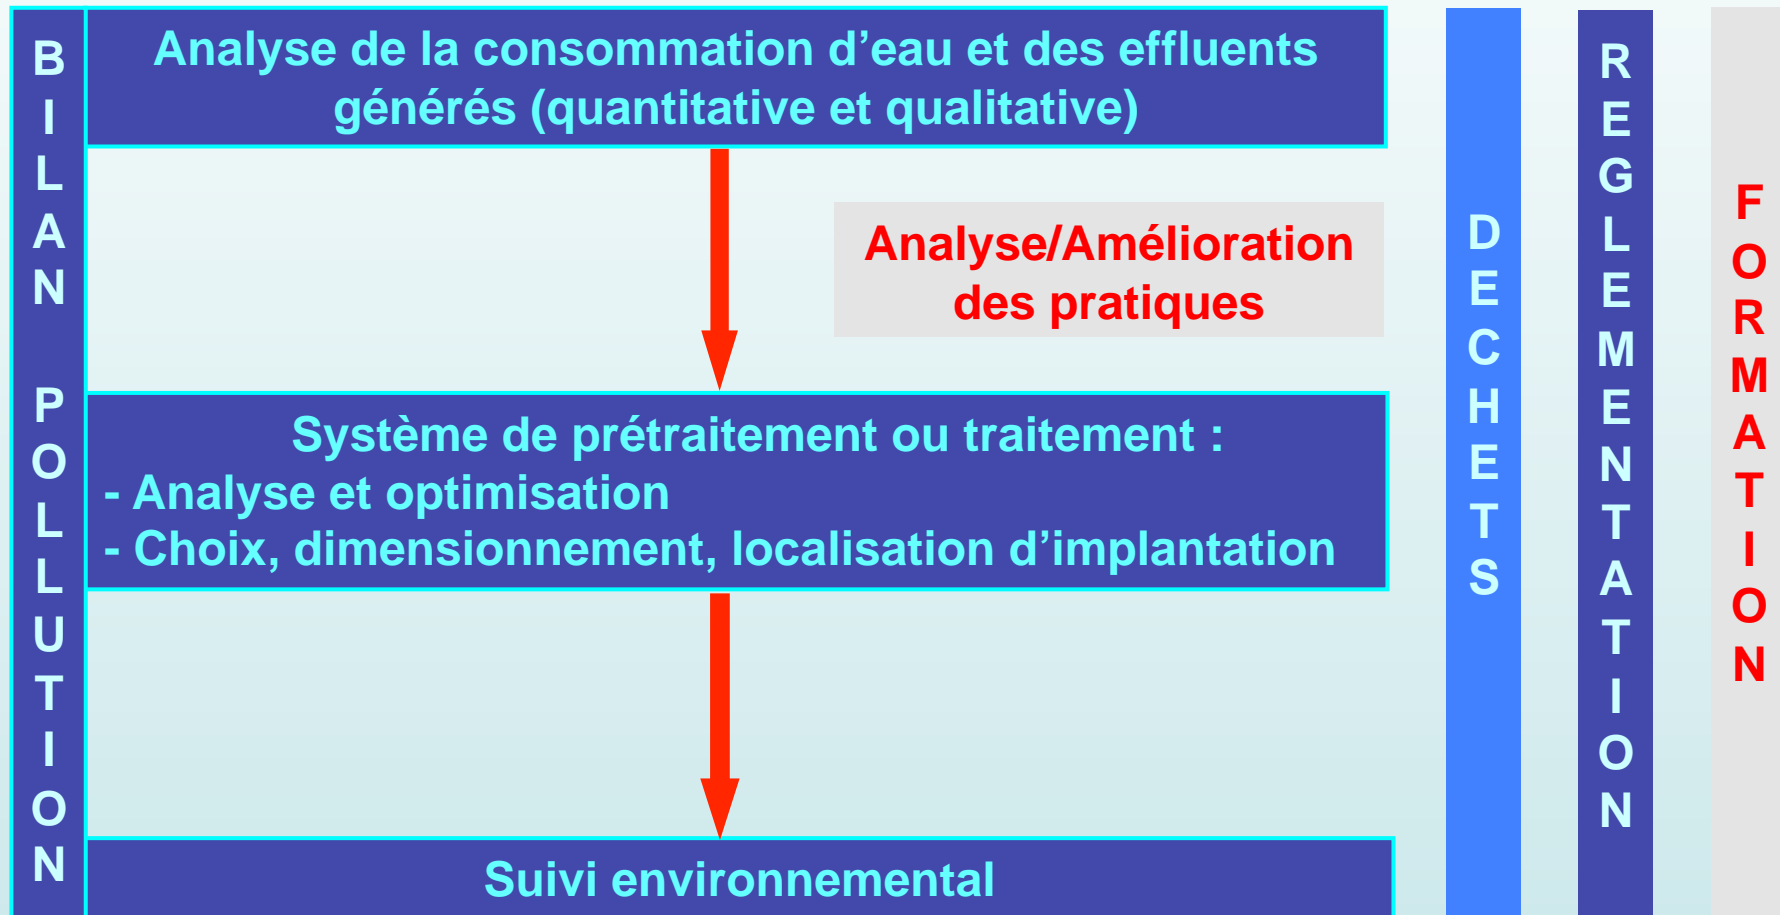 BILAN POLLUTION
Analyse de la consommation d’eau et des effluents
générés (quantitative et qualitative)
Analyse/Amélioration
des pratiques
Système de prétraitement ou traitement :
- Analyse et optimisation
- Choix, dimensionnement, localisation d’implantation
Suivi environnemental
DECHETS
REGLEMENTATION
FORMATION